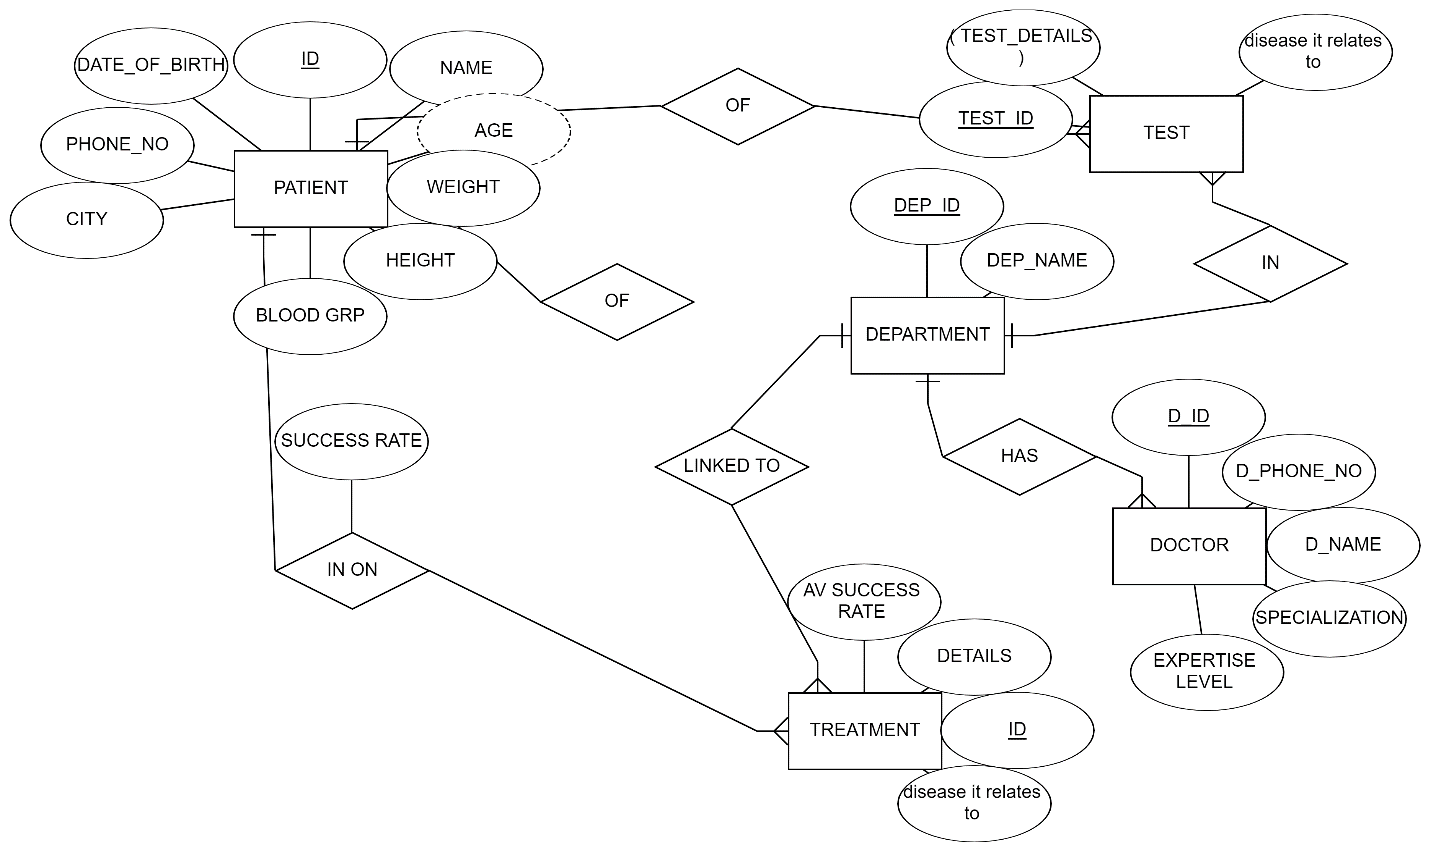 ( TEST_DETAILS
)
disease it relates
to
ID
DATE_OF_BIRTH
NAME
OF
AGE
TEST_ID
TEST
PHONE_NO
PATIENT
WEIGHT
CITY
DEP_ID
HEIGHT
DEP_NAME
IN
OF
BLOOD GRP
DEPARTMENT
D_ID
SUCCESS RATE
HAS
LINKED TO
D_PHONE_NO
DOCTOR
D_NAME
IN ON
AV SUCCESS
RATE
SPECIALIZATION
DETAILS
EXPERTISE
LEVEL
TREATMENT
ID
disease it relates
to